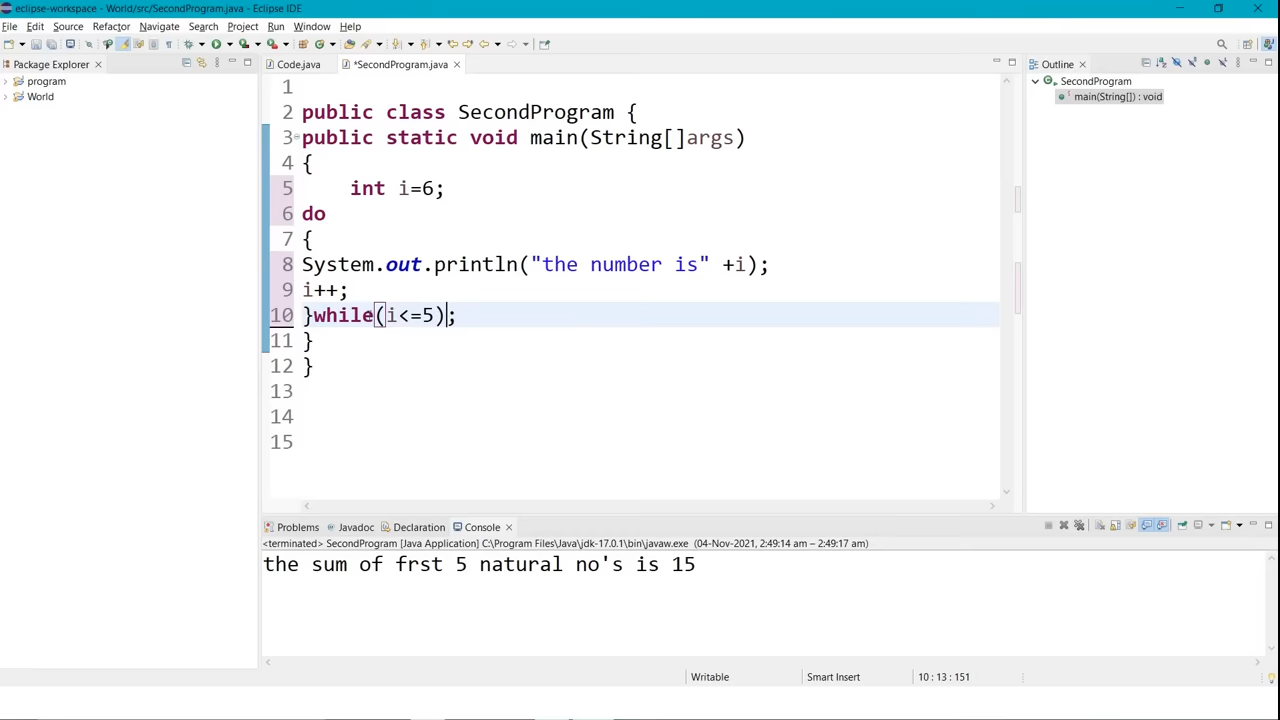 eclipse-workspace - World/src/SecondProgram.java - Eclipse IDE
File Edit Source Refactor Navigate Search Project Run Window Help
Package Explorer
program
World
Code.java
*SecondProgram.java
1
2 public class SecondProgram {
3 public static void main(String[]args)
4 {
5 int i=6;
6 do
7 {
8 System.out.println("the number is" +i);
9 i++;
10 }while(i<=5);
11 }
12 }
13
14
15
Outline
SecondProgram
main(String[]) : void
Problems Javadoc Declaration Console
<terminated> SecondProgram [Java Application] C:\Program Files\Java\jdk-17.0.1\bin\javaw.exe (04-Nov-2021, 2:49:14 am – 2:49:17 am)
the sum of frst 5 natural no's is 15
Writable Smart Insert 10 : 13 : 151